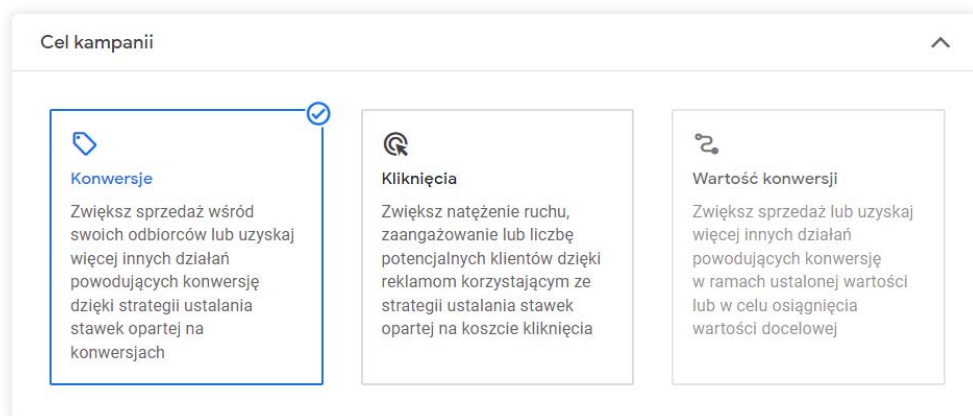 Cel kampanii
Konwersje
Zwiększ sprzedaż wśród
swoich odbiorców lub uzyskaj
więcej innych działań
powodujących konwersję
dzięki strategii ustalania
stawek opartej na
konwersjach
Kliknięcia
Zwiększ natężenie ruchu,
zaangażowanie lub liczbę
potencjalnych klientów dzięki
reklamom korzystającym ze
strategii ustalania stawek
opartej na koszcie kliknięcia
Wartość konwersji
Zwiększ sprzedaż lub uzyskaj
więcej innych działań
powodujących konwersję
w ramach ustalonej wartości
lub w celu osiągnięcia
wartości docelowej